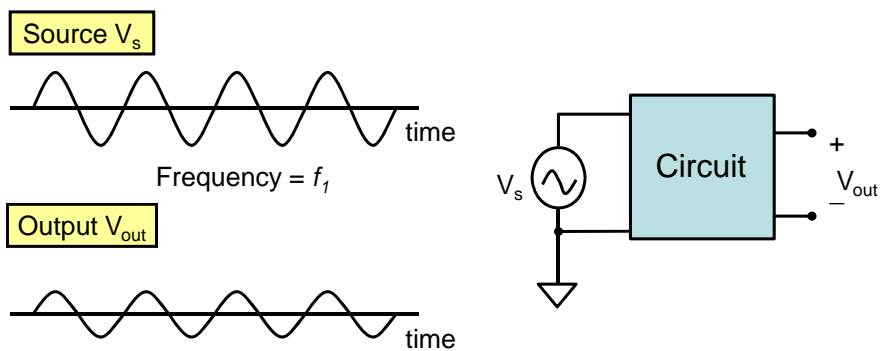 Source Vs
time
Frequency = f1
Output Vout
time
Vs
Circuit
+
Vout
–